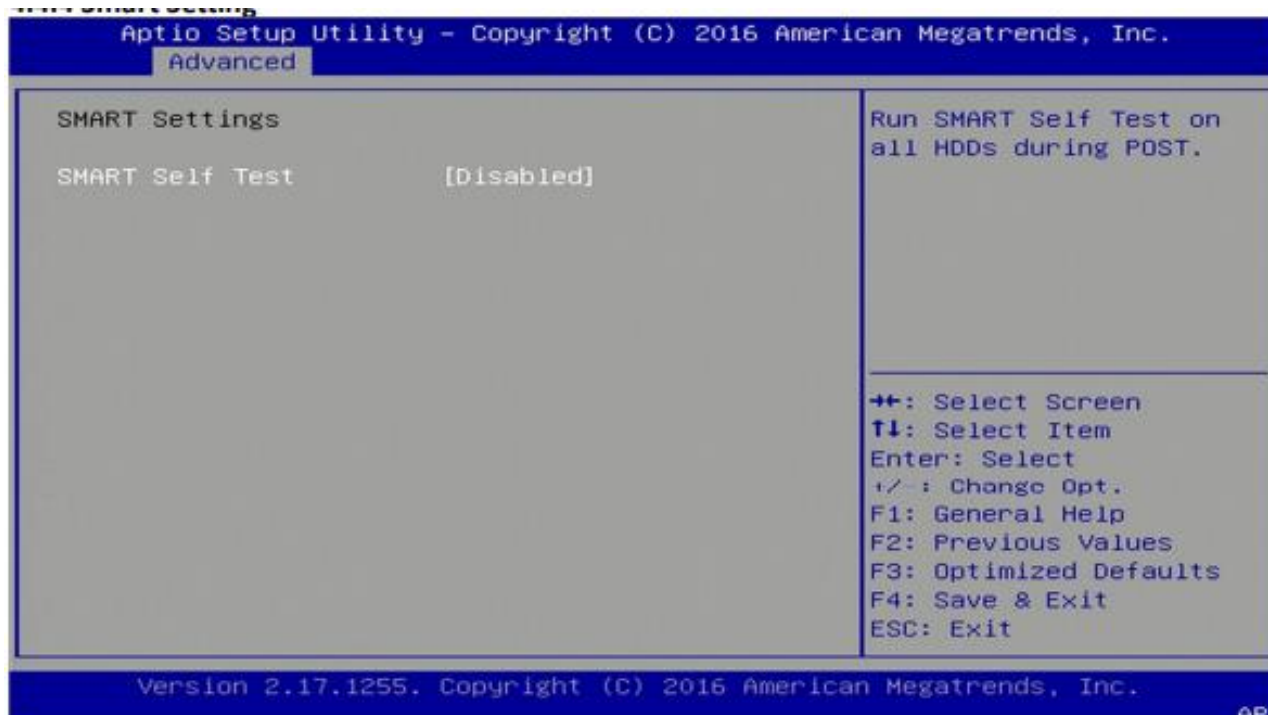 Aptio Setup Utility – Copyright (C) 2016 American Megatrends, Inc.
Advanced
SMART Settings
SMART Self Test [Disabled]
Run SMART Self Test on
all HDDs during POST.
→←: Select Screen
↑↓: Select Item
Enter: Select
+/-: Change Opt.
F1: General Help
F2: Previous Values
F3: Optimized Defaults
F4: Save & Exit
ESC: Exit
Version 2.17.1255. Copyright (C) 2016 American Megatrends, Inc.